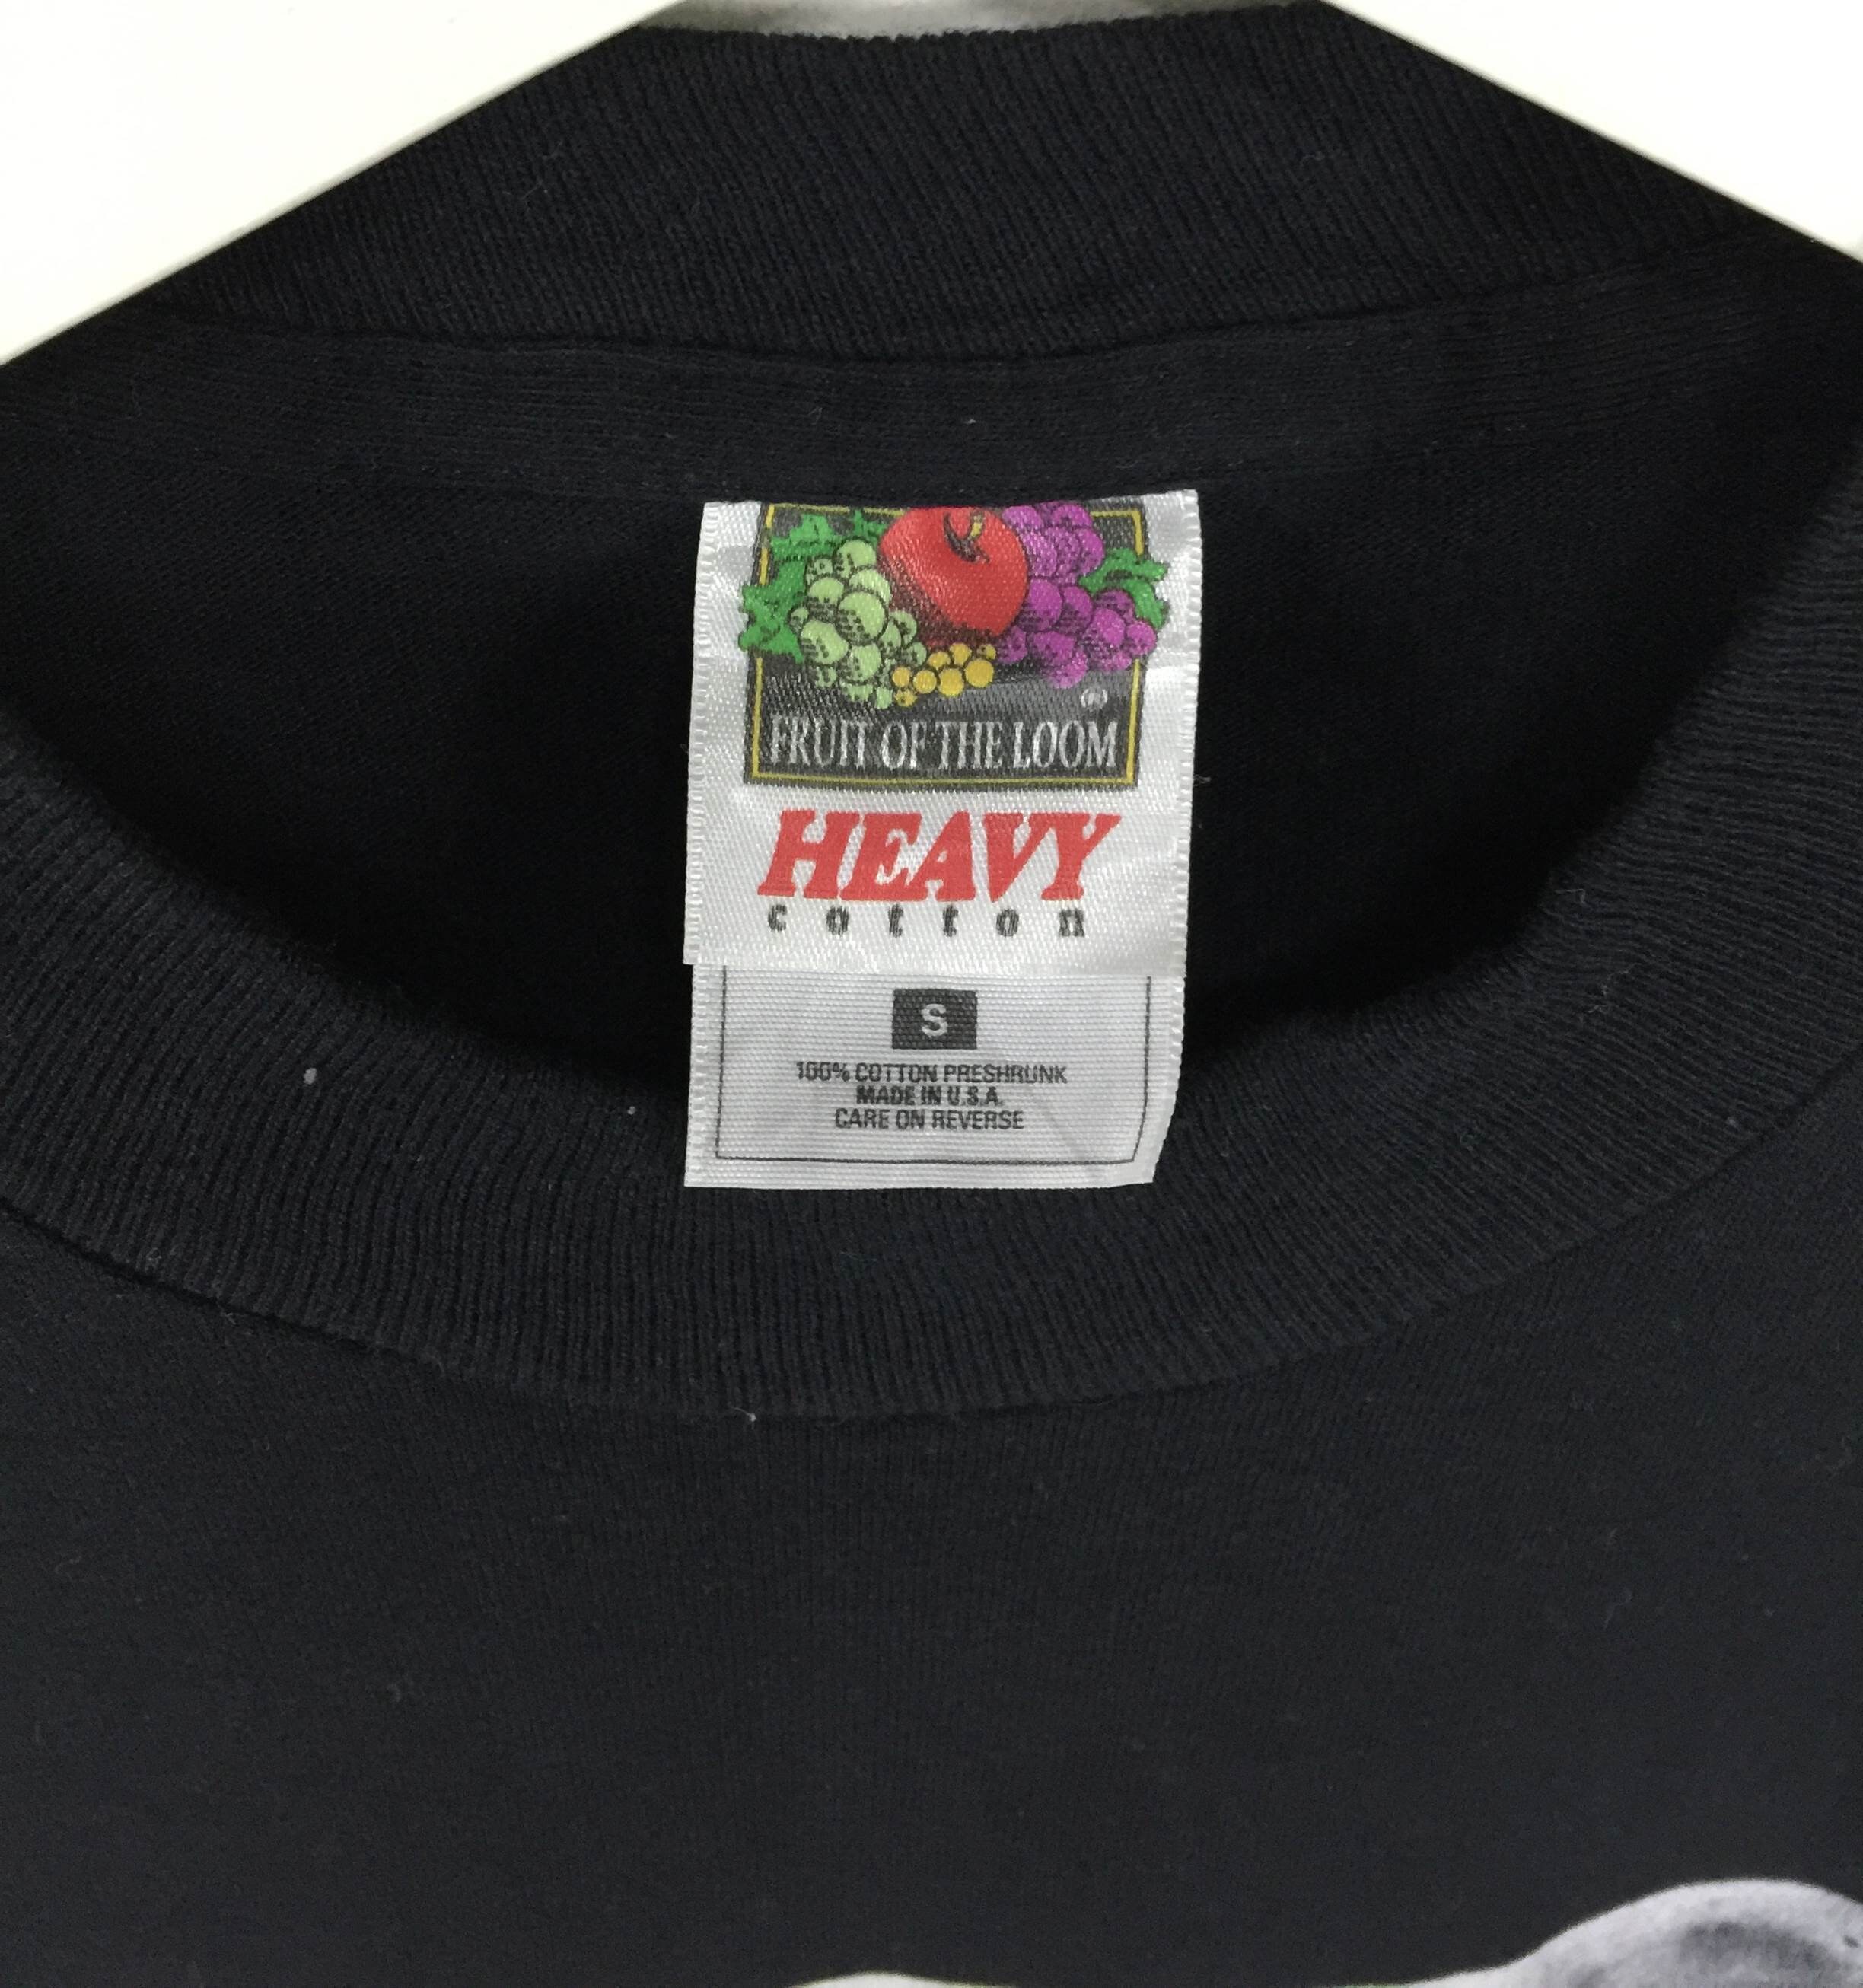 ®
FRUIT OF THE LOOM
HEAVY
cotton
S
100% COTTON PRESHRUNK
MADE IN U.S.A.
CARE ON REVERSE